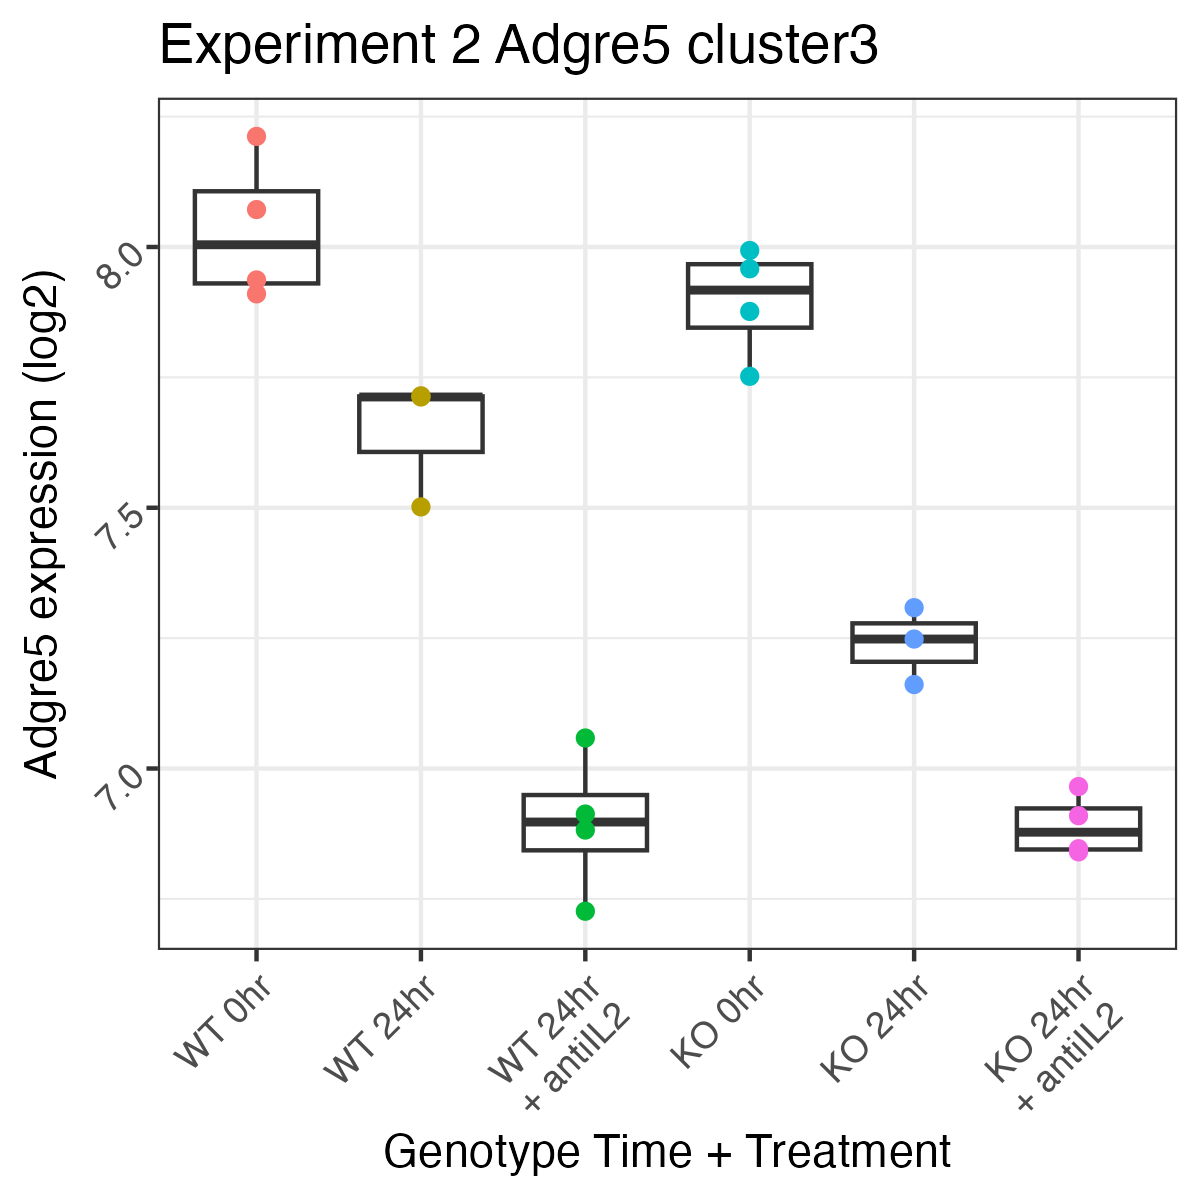 Experiment 2 Adgre5 cluster3
Adgre5 expression (log2)
8.0
7.5
7.0
WT 0hr
WT 24hr
WT 24hr
+ antiIL2
KO 0hr
KO 24hr
KO 24hr
+ antiIL2
Genotype Time + Treatment